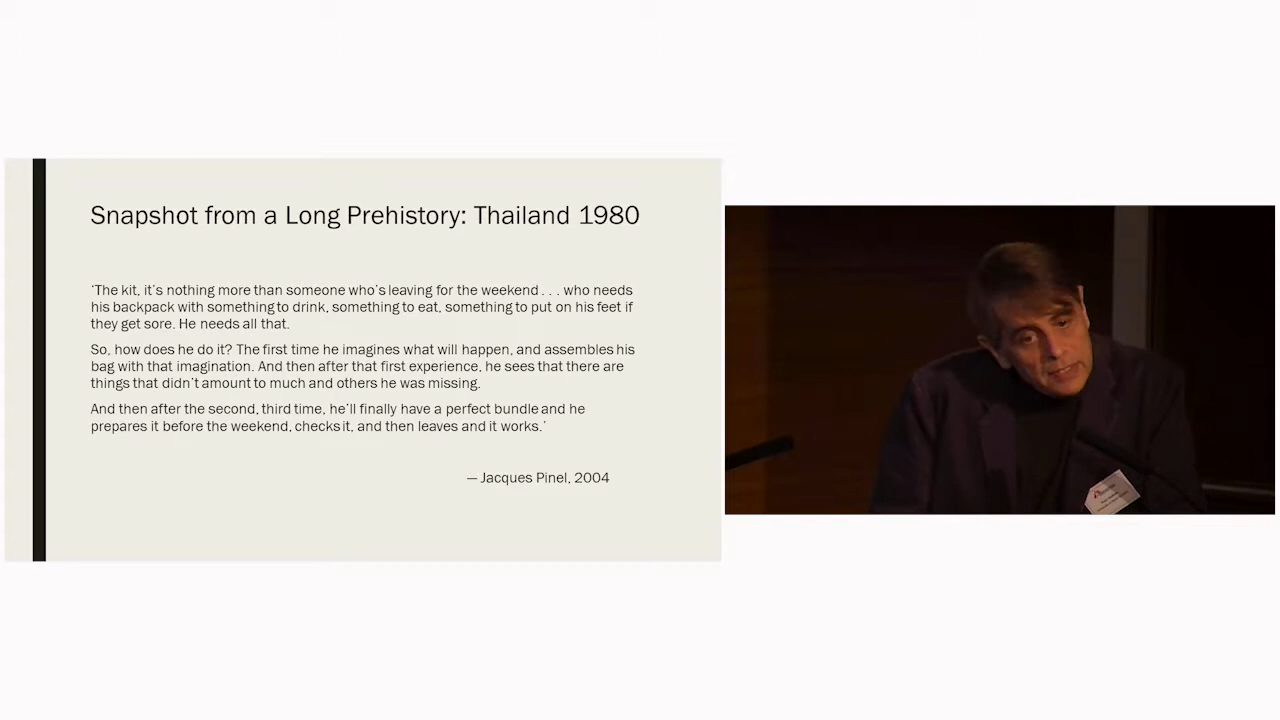 Snapshot from a Long Prehistory: Thailand 1980
‘The kit, it’s nothing more than someone who’s leaving for the weekend . . . who needs
his backpack with something to drink, something to eat, something to put on his feet if
they get sore. He needs all that.
So, how does he do it? The first time he imagines what will happen, and assembles his
bag with that imagination. And then after that first experience, he sees that there are
things that didn’t amount to much and others he was missing.
And then after the second, third time, he’ll finally have a perfect bundle and he
prepares it before the weekend, checks it, and then leaves and it works.’
— Jacques Pinel, 2004